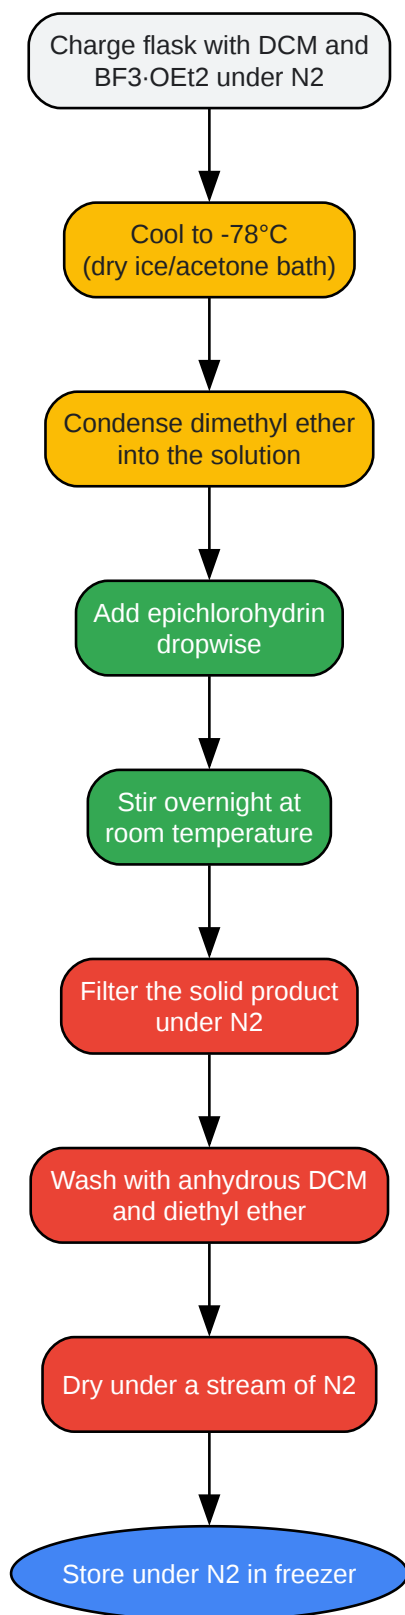 Charge flask with DCM and
BF3·OEt2 under N2
Cool to -78°C
(dry ice/acetone bath)
Condense dimethyl ether
into the solution
Add epichlorohydrin
dropwise
Stir overnight at
room temperature
Filter the solid product
under N2
Wash with anhydrous DCM
and diethyl ether
Dry under a stream of N2
Store under N2 in freezer